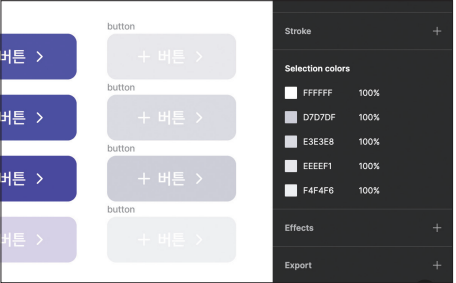 button
버튼 >
+ 버튼 >
button
버튼 >
+ 버튼 >
button
버튼 >
+ 버튼 >
button
버튼 >
+ 버튼 >
Stroke +
Selection colors
FFFFFF 100%
D7D7DF 100%
E3E3E8 100%
EEEEF1 100%
F4F4F6 100%
Effects +
Export +